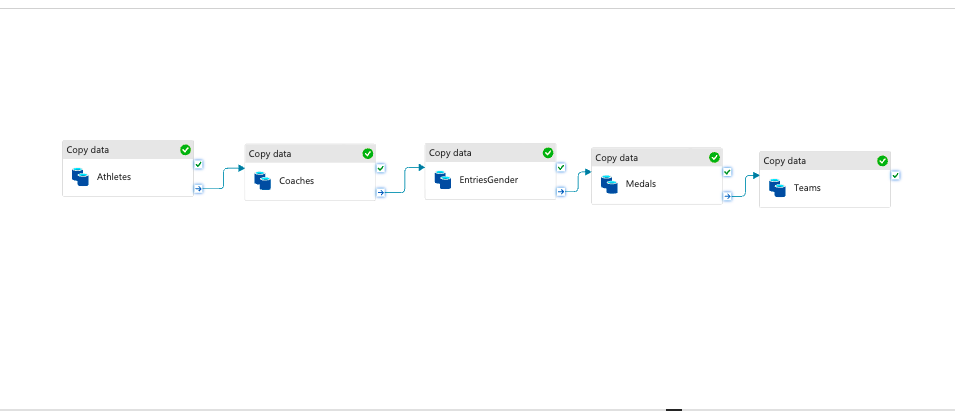 Copy data
Athletes
Copy data
Coaches
Copy data
EntriesGender
Copy data
Medals
Copy data
Teams